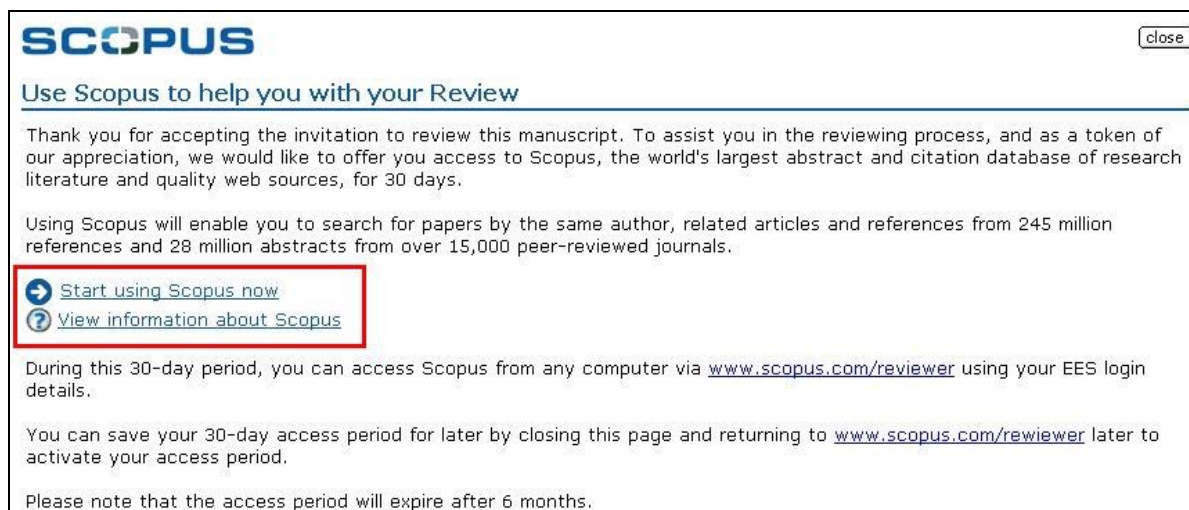 SCOPUS
close
Use Scopus to help you with your Review
Thank you for accepting the invitation to review this manuscript. To assist you in the reviewing process, and as a token of
our appreciation, we would like to offer you access to Scopus, the world's largest abstract and citation database of research
literature and quality web sources, for 30 days.
Using Scopus will enable you to search for papers by the same author, related articles and references from 245 million
references and 28 million abstracts from over 15,000 peer-reviewed journals.
Start using Scopus now
? View information about Scopus
During this 30-day period, you can access Scopus from any computer via www.scopus.com/reviewer using your EES login
details.
You can save your 30-day access period for later by closing this page and returning to www.scopus.com/rewiewer later to
activate your access period.
Please note that the access period will expire after 6 months.